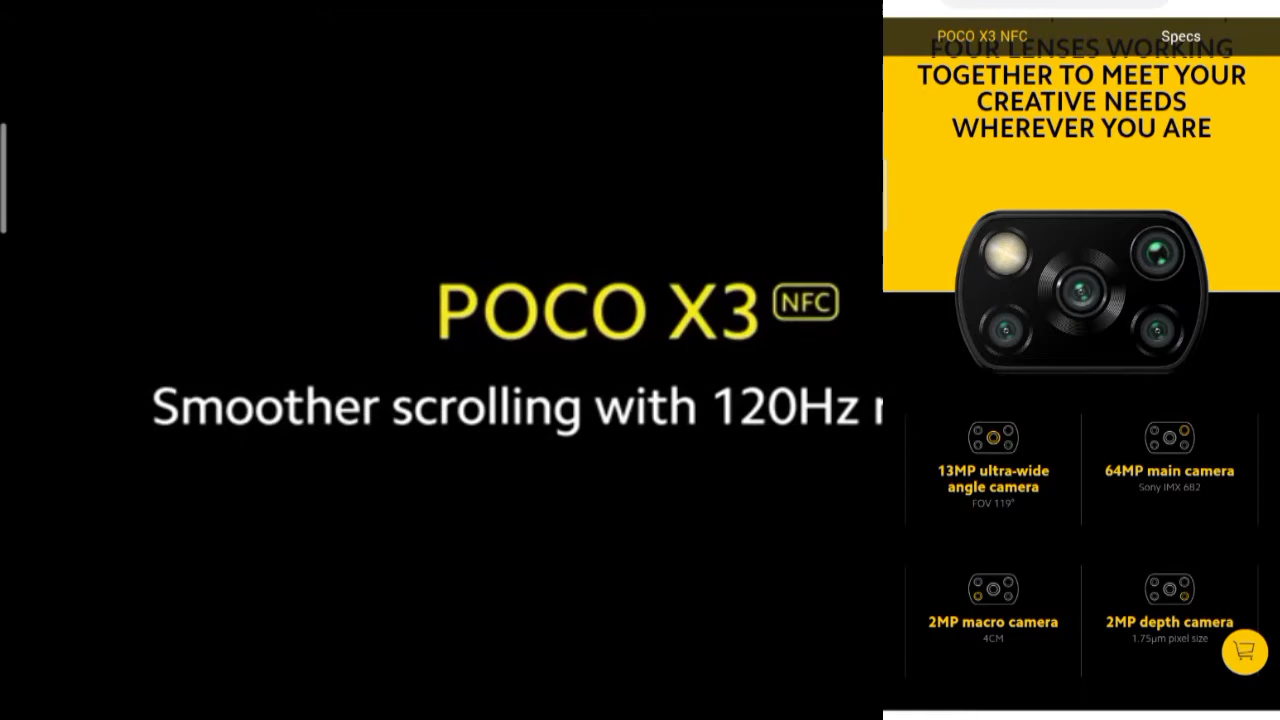 POCO X3 NFC
Smoother scrolling with 120Hz
POCO X3 NFC
Specs
FOUR LENSES WORKING
TOGETHER TO MEET YOUR
CREATIVE NEEDS
WHEREVER YOU ARE
13MP ultra-wide
angle camera
FOV 119°
64MP main camera
Sony IMX 682
2MP macro camera
4CM
2MP depth camera
1.75μm pixel size